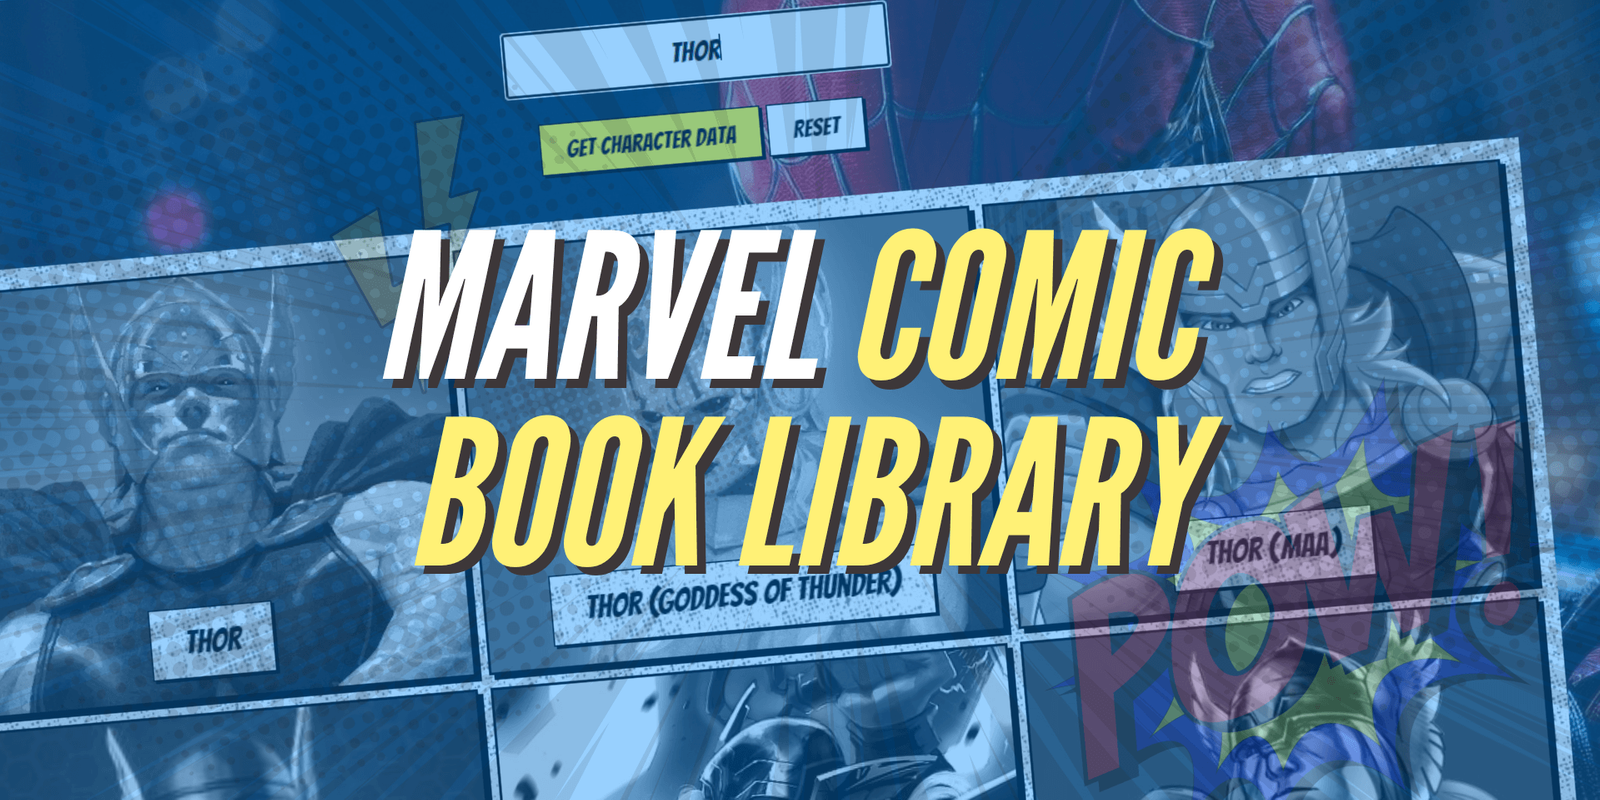 THOR
GET CHARACTER DATA
RESET
MARVEL COMIC
BOOK LIBRARY
THOR (MAA)
THOR (GODDESS OF THUNDER)
THOR
POW!